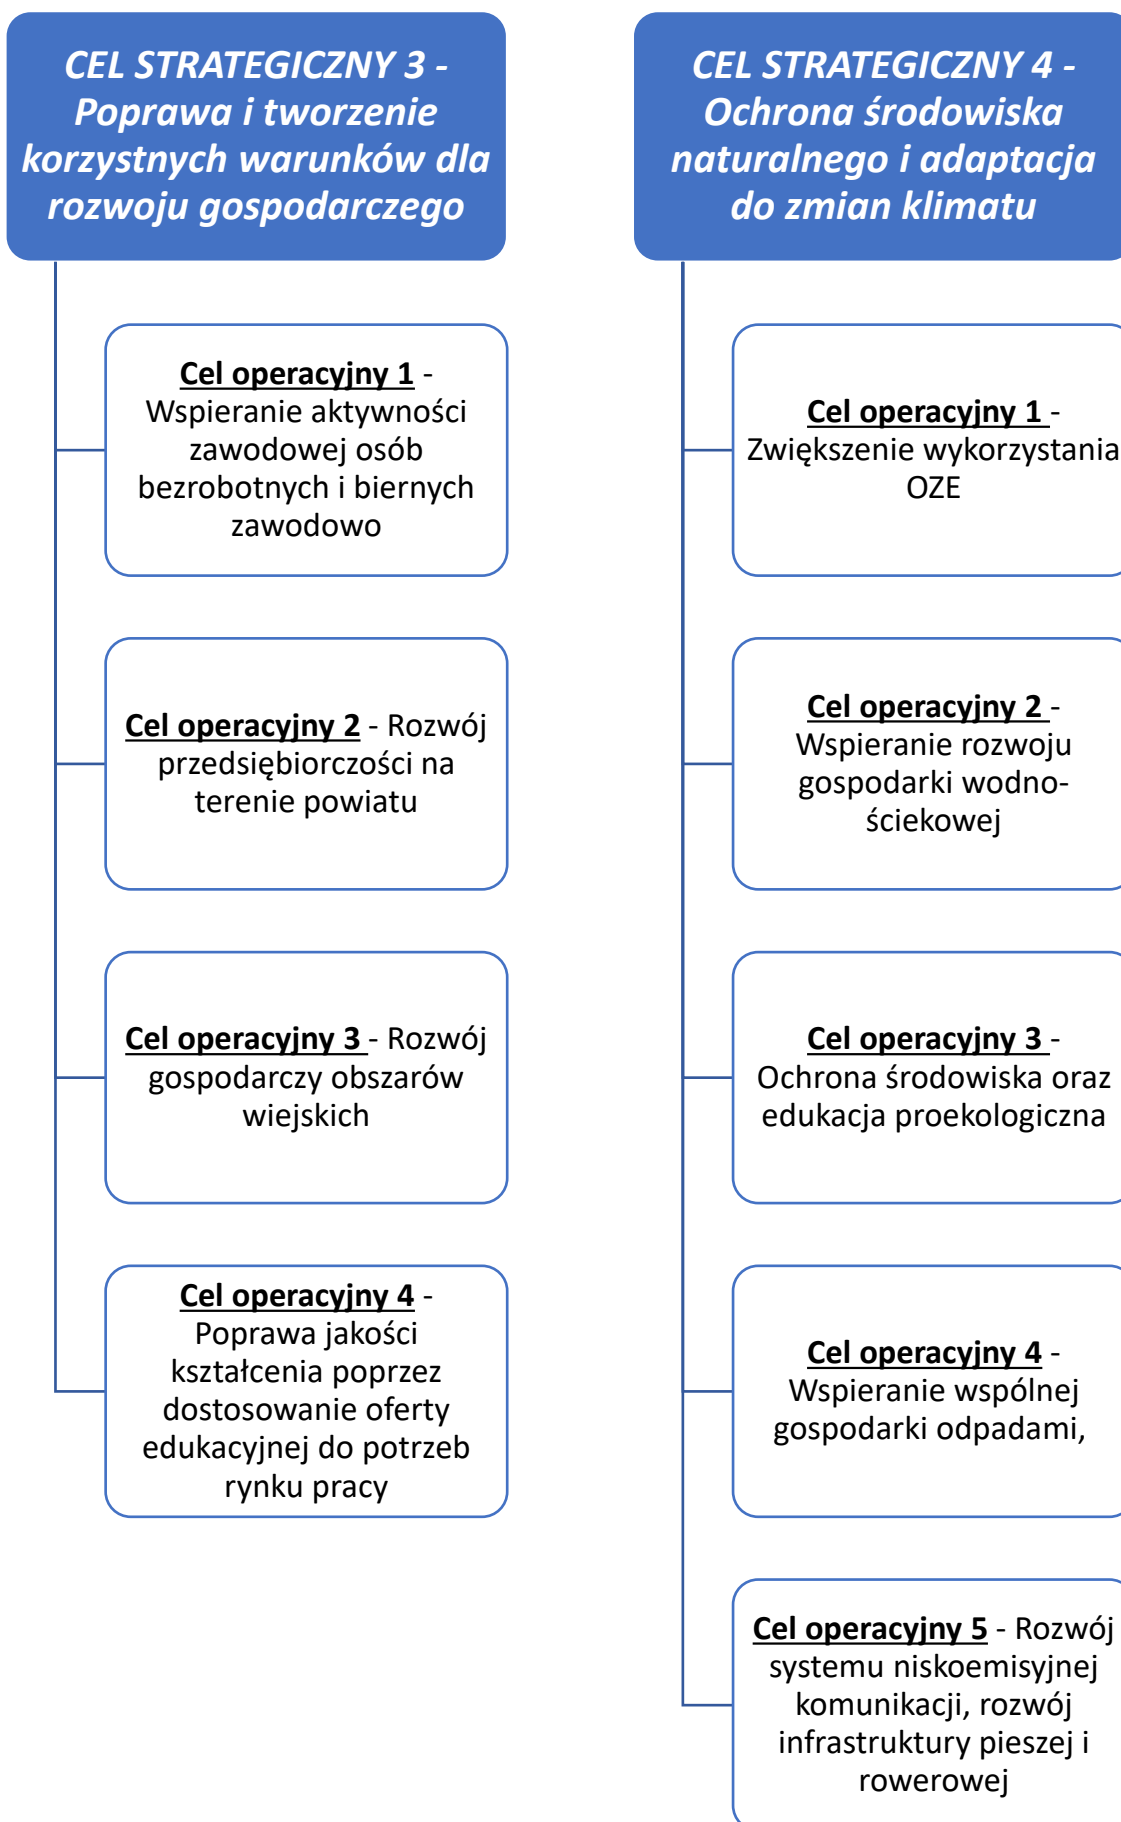 CEL STRATEGICZNY 3 -
Poprawa i tworzenie
korzystnych warunków dla
rozwoju gospodarczego
Cel operacyjny 1 -
Wspieranie aktywności
zawodowej osób
bezrobotnych i biernych
zawodowo
Cel operacyjny 2 - Rozwój
przedsiębiorczości na
terenie powiatu
Cel operacyjny 3 - Rozwój
gospodarczy obszarów
wiejskich
Cel operacyjny 4 -
Poprawa jakości
kształcenia poprzez
dostosowanie oferty
edukacyjnej do potrzeb
rynku pracy
CEL STRATEGICZNY 4 -
Ochrona środowiska
naturalnego i adaptacja
do zmian klimatu
Cel operacyjny 1 -
Zwiększenie wykorzystania
OZE
Cel operacyjny 2 -
Wspieranie rozwoju
gospodarki wodno-
ściekowej
Cel operacyjny 3 -
Ochrona środowiska oraz
edukacja proekologiczna
Cel operacyjny 4 -
Wspieranie wspólnej
gospodarki odpadami,
Cel operacyjny 5 - Rozwój
systemu niskoemisyjnej
komunikacji, rozwój
infrastruktury pieszej i
rowerowej